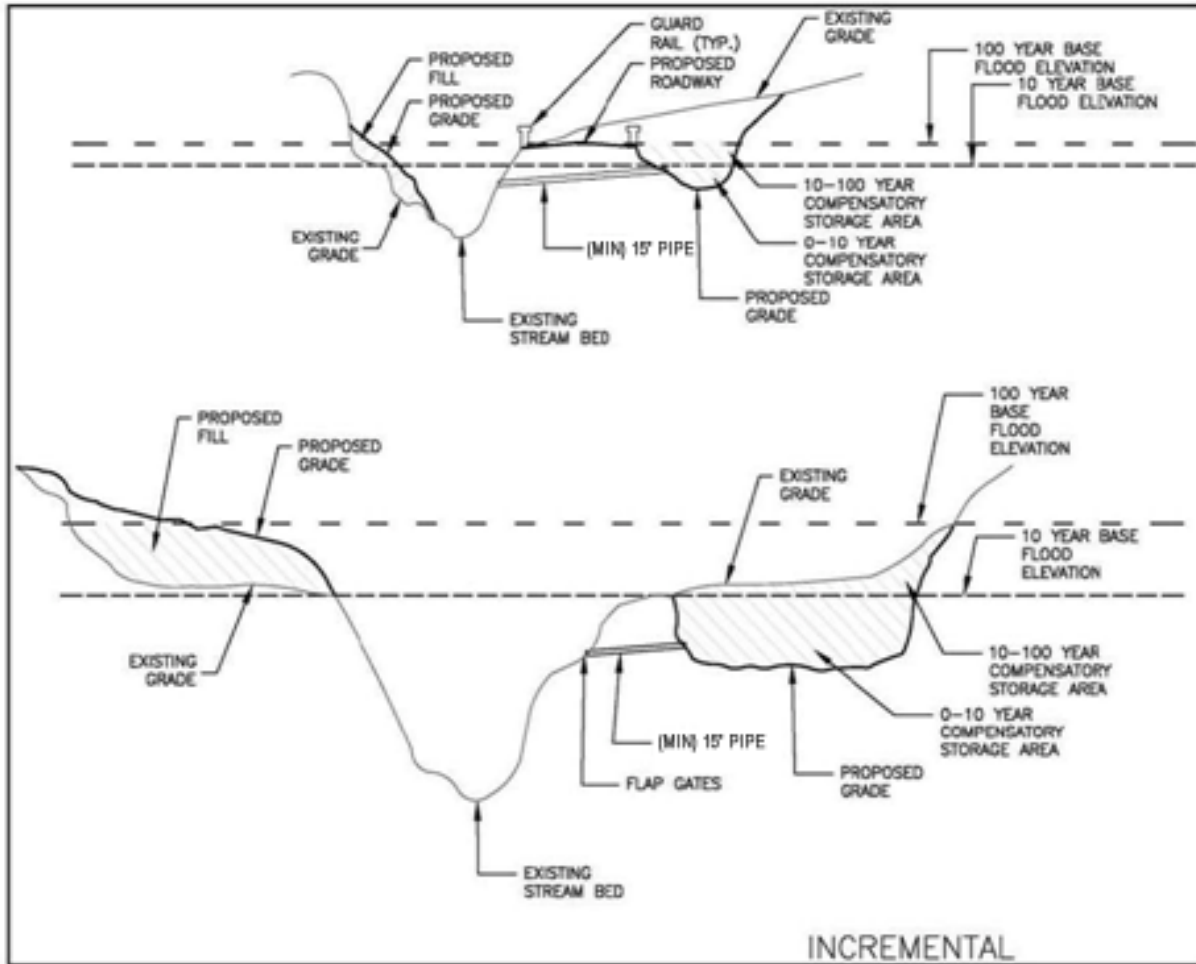 GUARD
RAIL (TYP.)
PROPOSED
ROADWAY
EXISTING
GRADE
100 YEAR BASE
FLOOD ELEVATION
10 YEAR BASE
FLOOD ELEVATION
PROPOSED
FILL
PROPOSED
GRADE
10-100 YEAR
COMPENSATORY
STORAGE AREA
0-10 YEAR
COMPENSATORY
STORAGE AREA
EXISTING
GRADE
(MIN) 15" PIPE
PROPOSED
GRADE
EXISTING
STREAM BED
PROPOSED
FILL
PROPOSED
GRADE
100 YEAR
BASE
FLOOD
ELEVATION
EXISTING
GRADE
10 YEAR BASE
FLOOD
ELEVATION
EXISTING
GRADE
10-100 YEAR
COMPENSATORY
STORAGE AREA
0-10 YEAR
COMPENSATORY
STORAGE AREA
(MIN) 15" PIPE
FLAP GATES
PROPOSED
GRADE
EXISTING
STREAM BED
INCREMENTAL